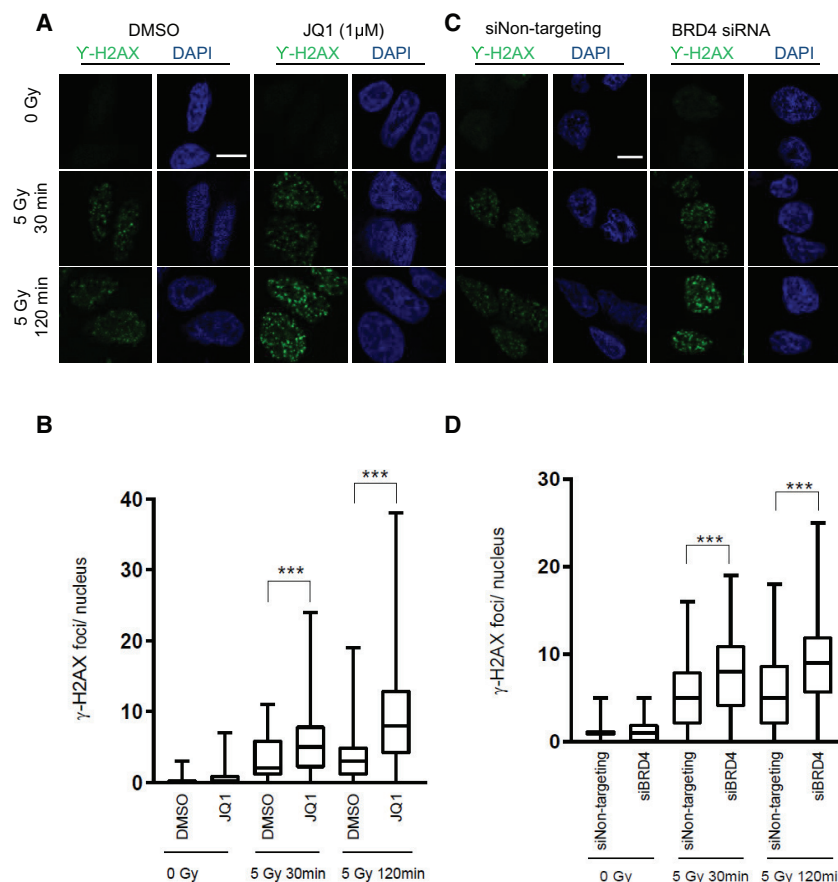 A
DMSO
JQ1 (1µM)
Ɣ-H2AX
DAPI
Ɣ-H2AX
DAPI
0 Gy
5 Gy
30 min
5 Gy
120 min
C
siNon-targeting
BRD4 siRNA
Ɣ-H2AX
DAPI
Ɣ-H2AX
DAPI
B
γ-H2AX foci/ nucleus
40
30
20
10
0
***
***
DMSO
JQ1
DMSO
JQ1
DMSO
JQ1
0 Gy
5 Gy 30min
5 Gy 120min
D
γ-H2AX foci/ nucleus
30
20
10
0
***
***
siNon-targeting
siBRD4
siNon-targeting
siBRD4
siNon-targeting
siBRD4
0 Gy
5 Gy 30min
5 Gy 120mi